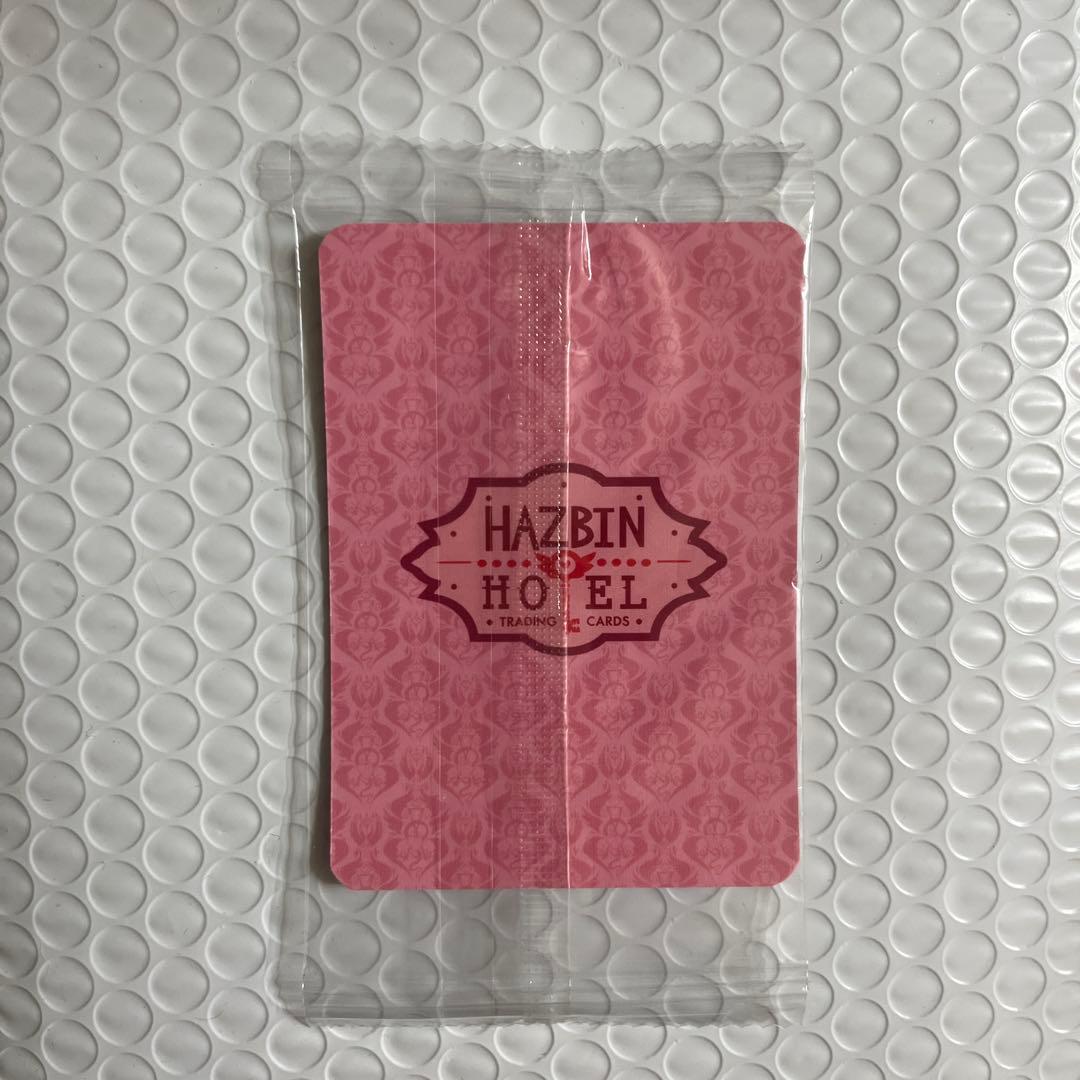 HAZBIN
HOTEL
• TRADING CARDS •